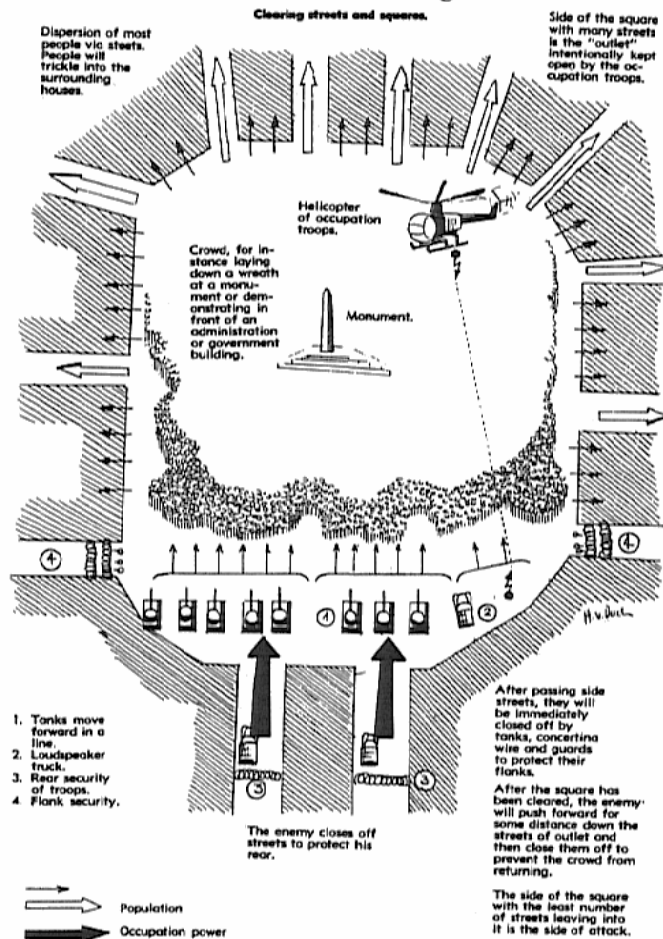 Clearing streets and squares.
Dispersion of most
people via steets.
People will
trickle into the
surrounding
houses.
Side of the square
with many streets
is the "outlet"
intentionally kept
open by the oc-
cupation troops.
Helicopter
of occupation
troops.
Crowd, for in-
stance laying
down a wreath
at a monu-
ment or dem-
onstrating in
front of an
administration
or government
building.
Monument.
4
4
1
2
H.v.Dach
3
3
1. Tanks move
forward in a
line.
2. Loudspeaker
truck.
3. Rear security
of troops.
4. Flank security.
The enemy closes off
streets to protect his
rear.
After passing side
streets, they will
be immediately
closed off by
tanks, concertina
wire and guards
to protect their
flanks.
After the square has
been cleared, the enemy
will push forward for
some distance down the
streets of outlet and
then close them off to
prevent the crowd from
returning.
The side of the square
with the least number
of streets leaving into
it is the side of attack.
Population
Occupation power